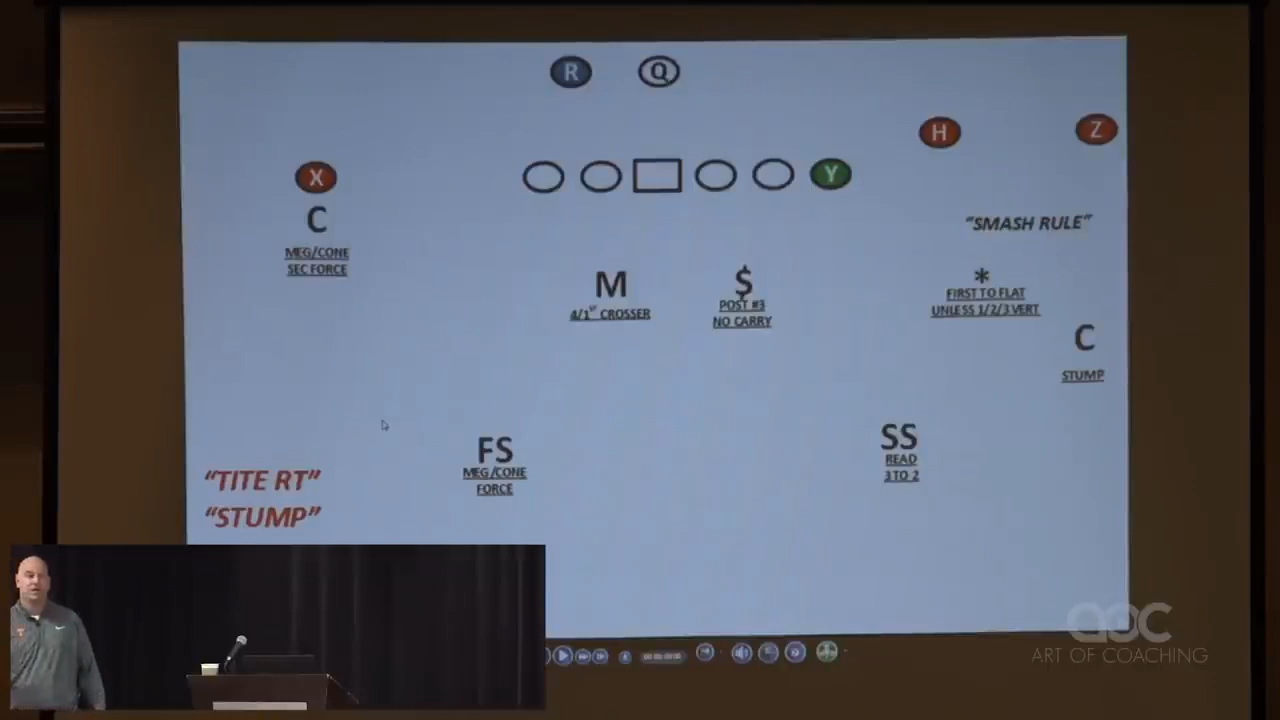 R Q
H Z
X Y
C
"SMASH RULE"
MEG/CONE
SEC FORCE
M $ *
4/1ST CROSSER
POST #3
NO CARRY
FIRST TO FLAT
UNLESS 1/2/3 VERT
C
STUMP
FS
MEG/CONE
FORCE
SS
READ
3 TO 2
"TITE RT"
"STUMP"
T
aoc
ART OF COACHING